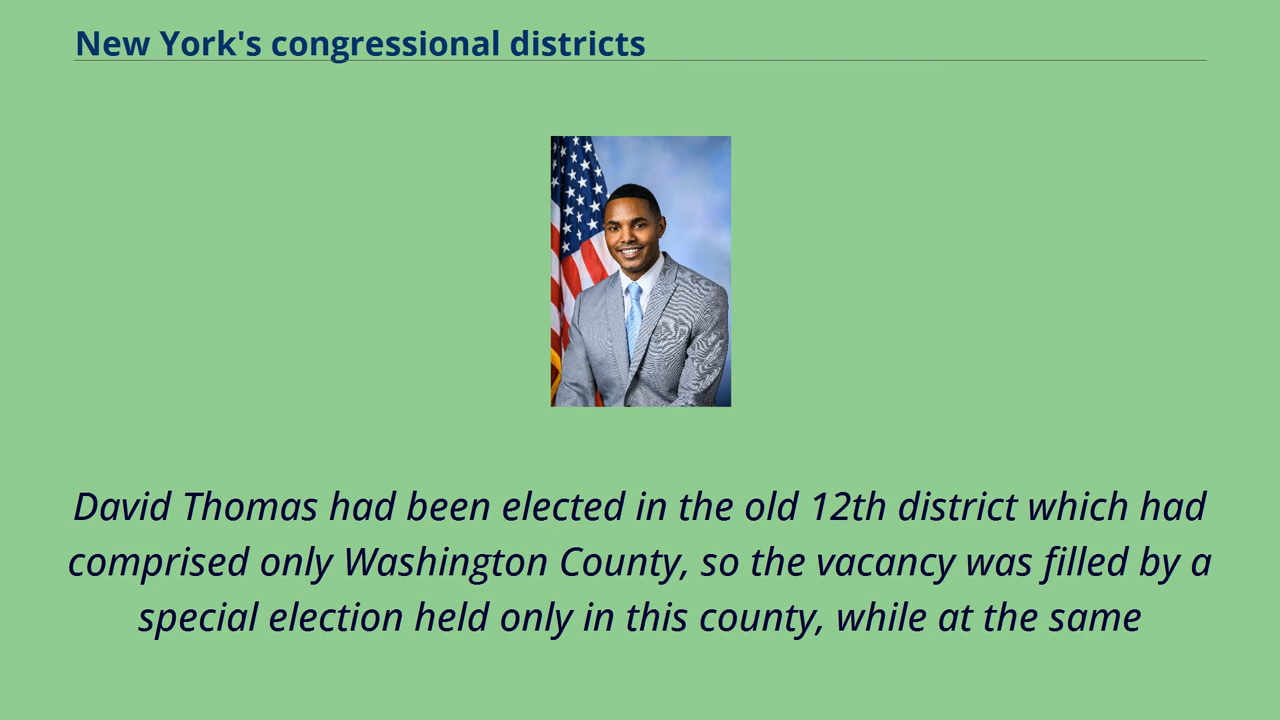 New York's congressional districts
David Thomas had been elected in the old 12th district which had
comprised only Washington County, so the vacancy was filled by a
special election held only in this county, while at the same